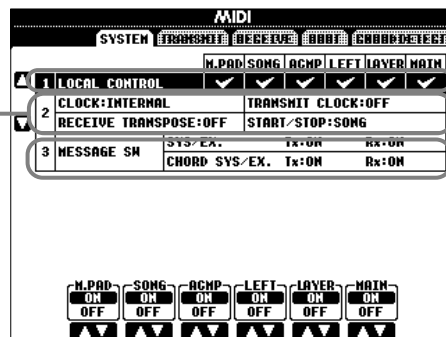 MIDI
SYSTEM TRANSMIT RECEIVE ROOT CHORD DETECT
M.PAD SONG ACMP LEFT LAYER MAIN
1 LOCAL CONTROL
2 CLOCK:INTERNAL TRANSMIT CLOCK:OFF
RECEIVE TRANSPOSE:OFF START/STOP:SONG
3 MESSAGE SW SYS/EX. Tx:ON Rx:ON
CHORD SYS/EX. Tx:ON Rx:ON
M.PAD SONG ACMP LEFT LAYER MAIN
ON ON ON ON ON ON
OFF OFF OFF OFF OFF OFF